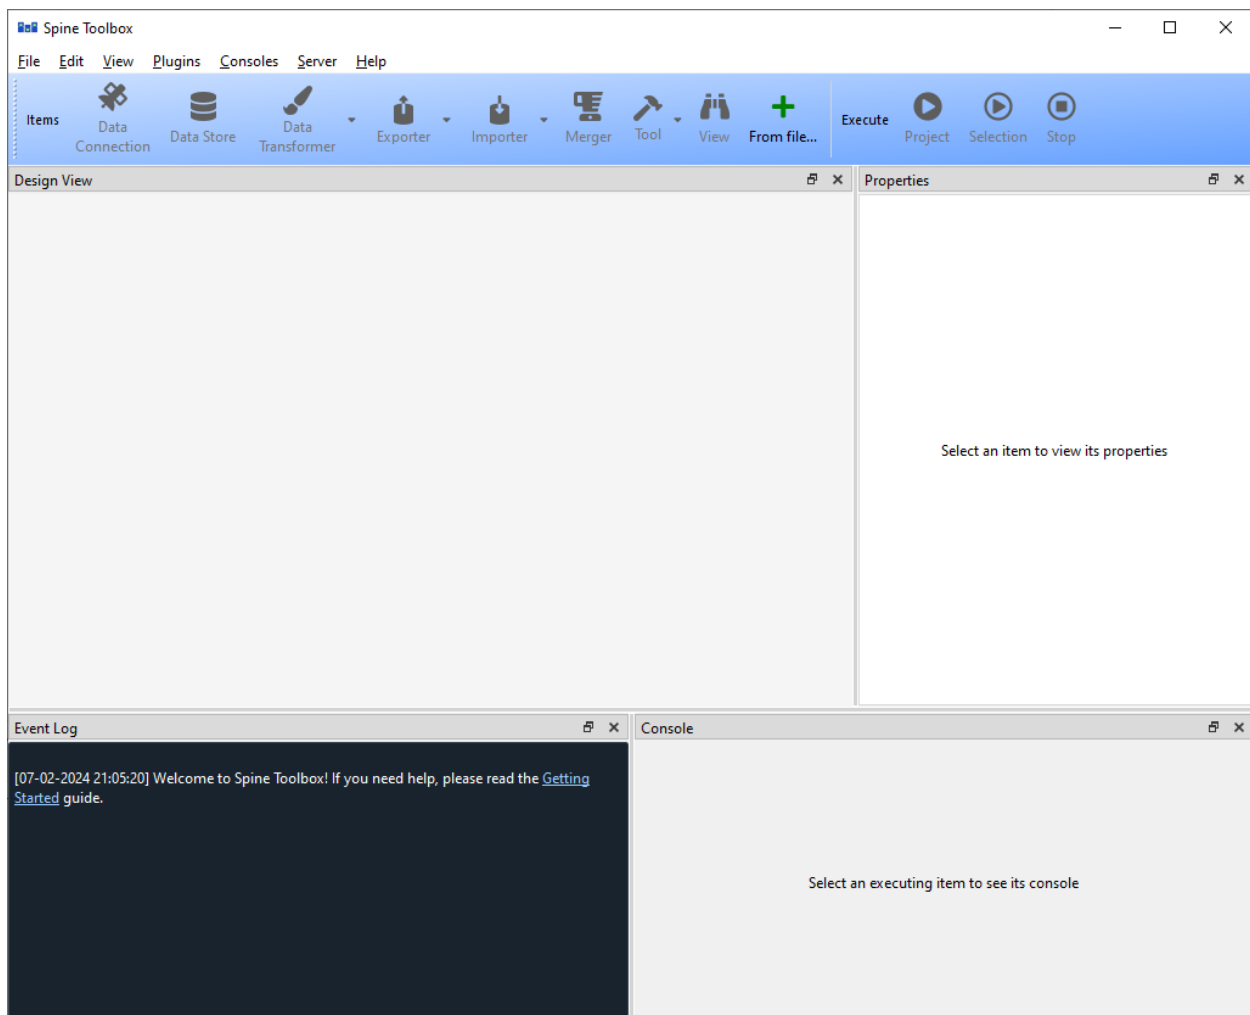 Spine Toolbox
File Edit View Plugins Consoles Server Help
Items
Data
Connection
Data Store
Data
Transformer
Exporter
Importer
Merger
Tool
View
From file...
Execute
Project
Selection
Stop
Design View
Properties
Select an item to view its properties
Event Log
[07-02-2024 21:05:20] Welcome to Spine Toolbox! If you need help, please read the Getting
Started guide.
Console
Select an executing item to see its console